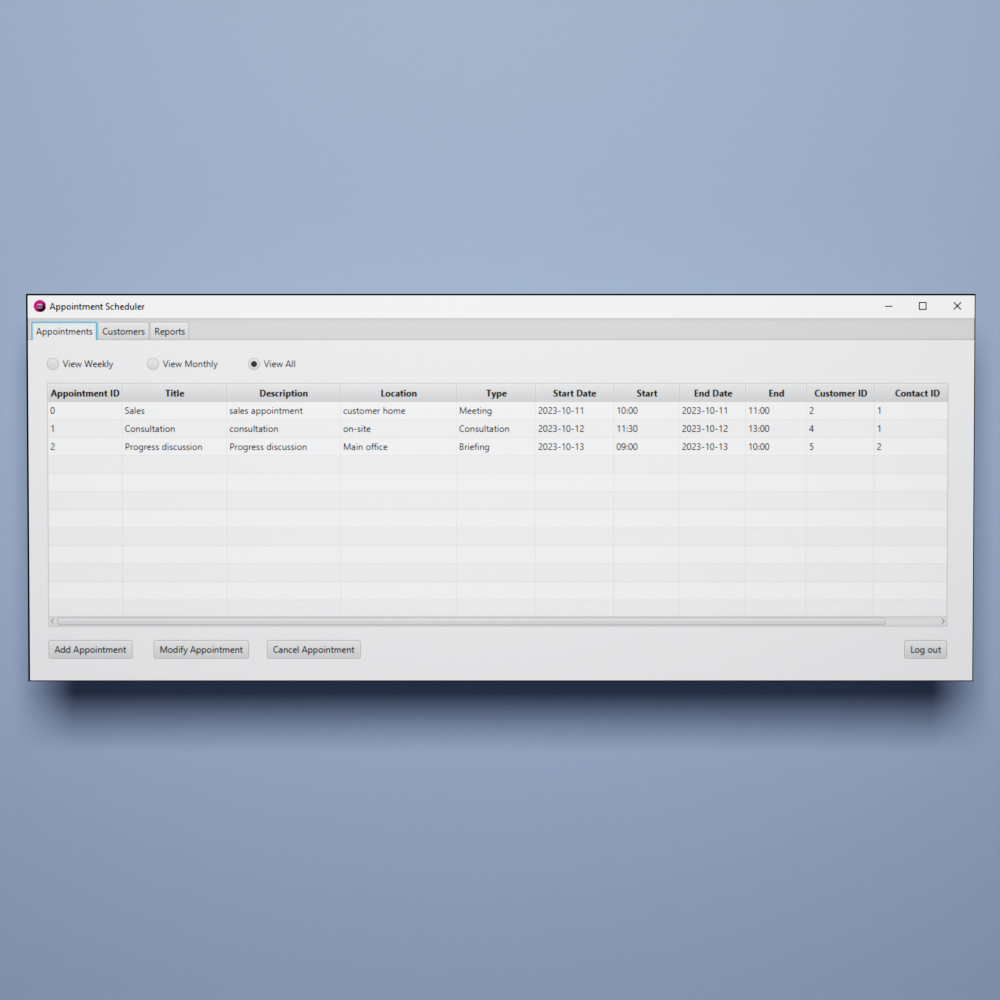 Appointment Scheduler
Appointments Customers Reports
View Weekly View Monthly View All
Appointment ID Title Description Location Type Start Date Start End Date End Customer ID Contact ID
0 Sales sales appointment customer home Meeting 2023-10-11 10:00 2023-10-11 11:00 2 1
1 Consultation consultation on-site Consultation 2023-10-12 11:30 2023-10-12 13:00 4 1
2 Progress discussion Progress discussion Main office Briefing 2023-10-13 09:00 2023-10-13 10:00 5 2
Add Appointment Modify Appointment Cancel Appointment Log out